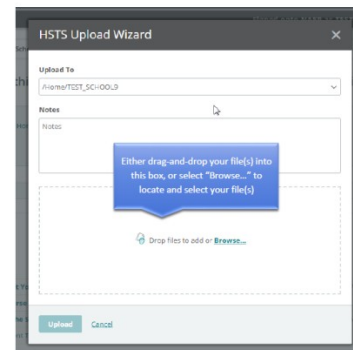 HSTS Upload Wizard
Upload To
/Home/TEST_SCHOOL9
Notes
Notes
Either drag-and-drop your file(s) into
this box, or select "Browse..." to
locate and select your file(s)
Drop files to add or Browse...
Upload Cancel